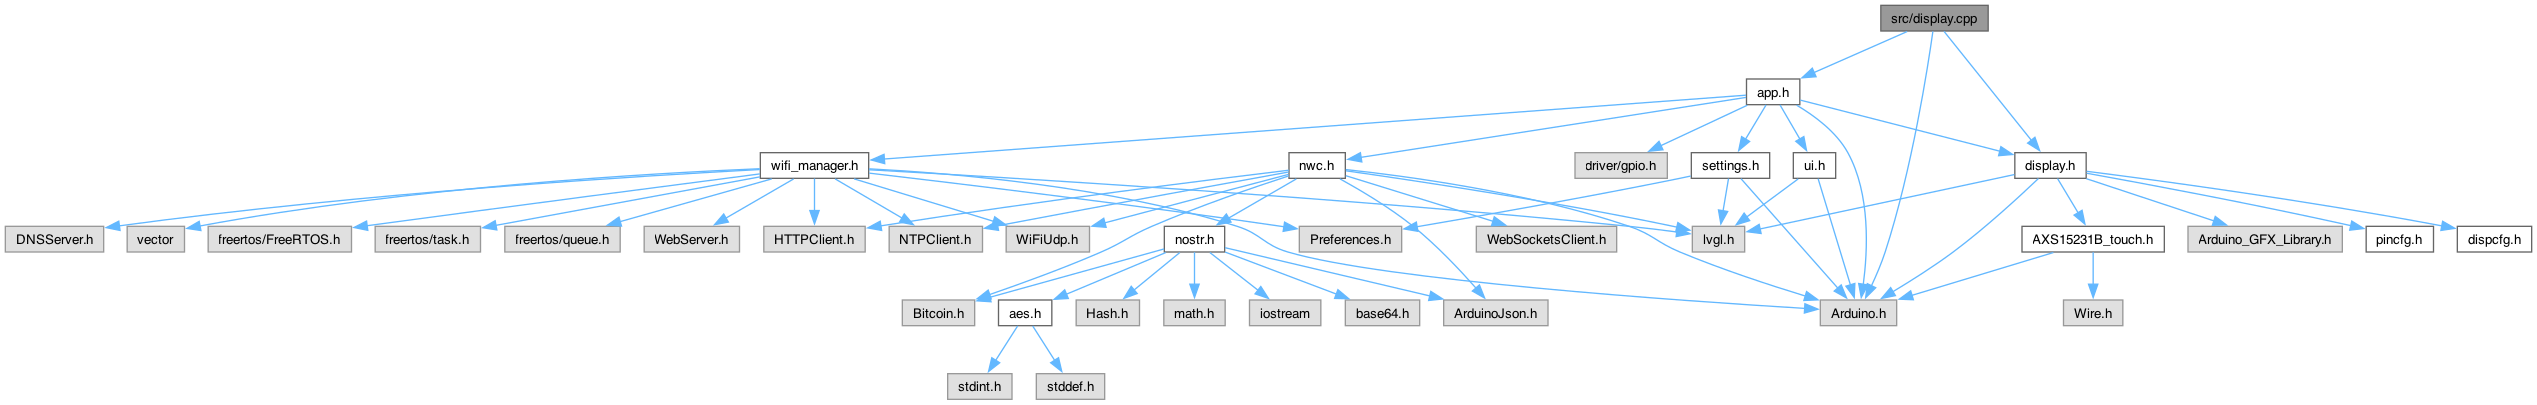 src/display.cpp
app.h
wifi_manager.h
nwc.h
driver/gpio.h
settings.h
ui.h
display.h
DNSServer.h
vector
freertos/FreeRTOS.h
freertos/task.h
freertos/queue.h
WebServer.h
HTTPClient.h
NTPClient.h
WiFiUdp.h
nostr.h
Preferences.h
WebSocketsClient.h
lvgl.h
AXS15231B_touch.h
Arduino_GFX_Library.h
pincfg.h
dispcfg.h
Bitcoin.h
aes.h
Hash.h
math.h
iostream
base64.h
ArduinoJson.h
Arduino.h
Wire.h
stdint.h
stddef.h